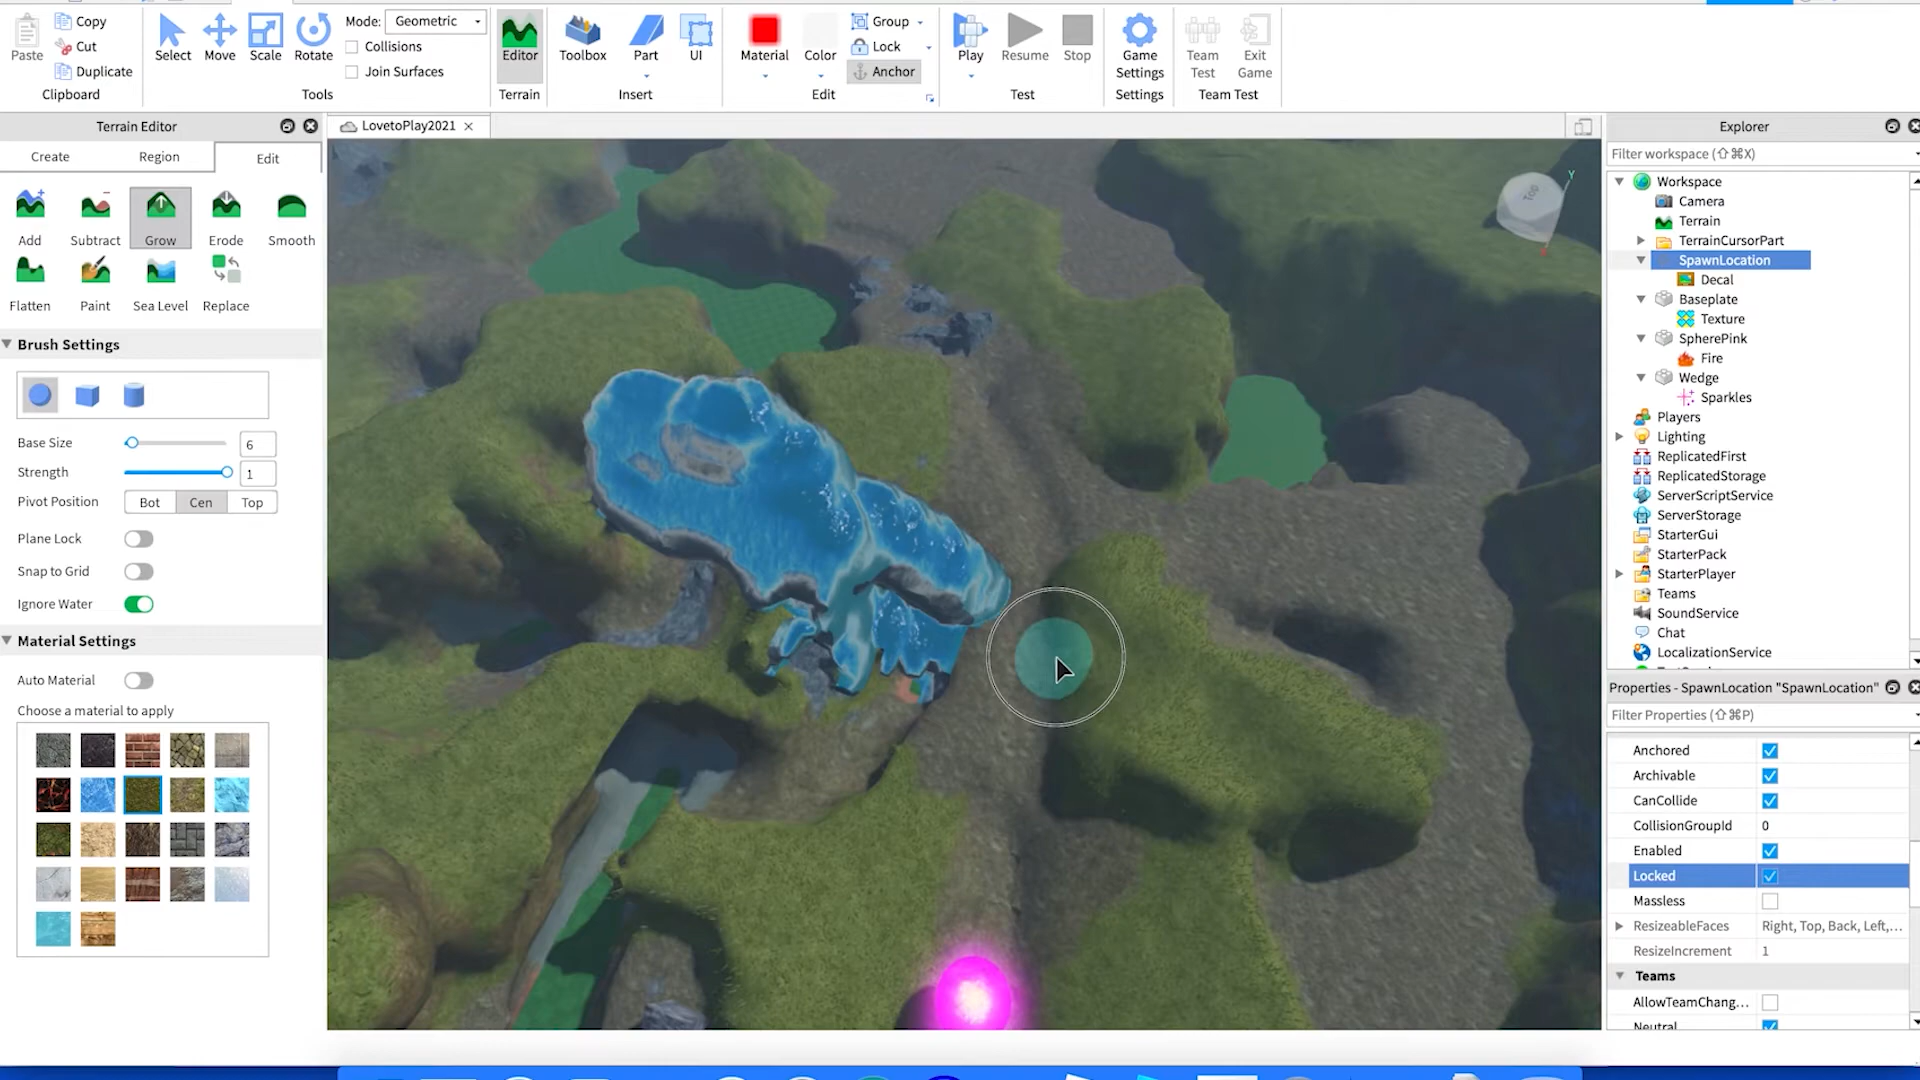 Paste
Copy
Cut
Duplicate
Clipboard
Select
Move
Scale
Rotate
Mode: Geometric
Collisions
Join Surfaces
Tools
Editor
Terrain
Toolbox
Part
UI
Insert
Material
Color
Group
Lock
Anchor
Edit
Play
Resume
Stop
Test
Game
Settings
Settings
Team
Test
Exit
Game
Team Test
Terrain Editor
Create Region Edit
Add Subtract Grow Erode Smooth
Flatten Paint Sea Level Replace
Brush Settings
Base Size 6
Strength 1
Pivot Position Bot Cen Top
Plane Lock
Snap to Grid
Ignore Water
Material Settings
Auto Material
Choose a material to apply
LovetoPlay2021
Top
Y
Explorer
Filter workspace (⇧⌘X)
Workspace
Camera
Terrain
TerrainCursorPart
SpawnLocation
Decal
Baseplate
Texture
SpherePink
Fire
Wedge
Sparkles
Players
Lighting
ReplicatedFirst
ReplicatedStorage
ServerScriptService
ServerStorage
StarterGui
StarterPack
StarterPlayer
Teams
SoundService
Chat
LocalizationService
Properties - SpawnLocation "SpawnLocation"
Filter Properties (⇧⌘P)
Anchored
Archivable
CanCollide
CollisionGroupId 0
Enabled
Locked
Massless
ResizeableFaces Right, Top, Back, Left,...
ResizeIncrement 1
Teams
AllowTeamChang...
Neutral